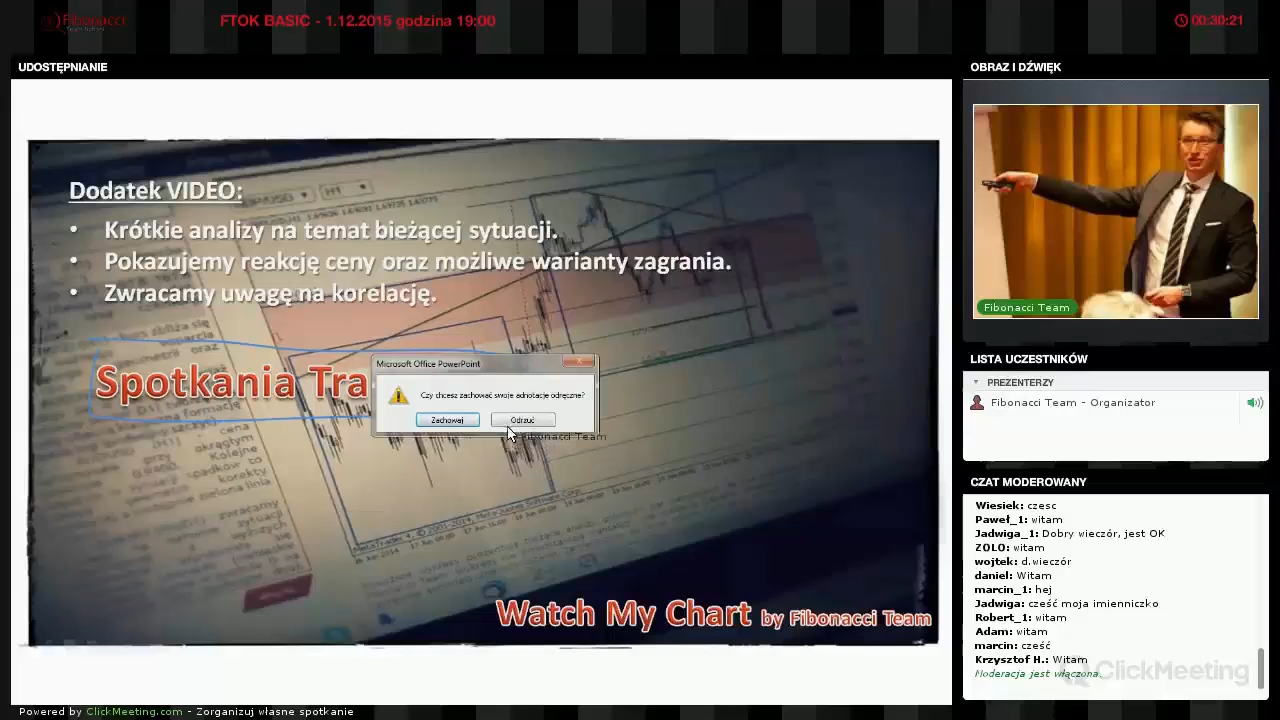 Fibonacci
FTOK BASIC - 1.12.2015 godzina 19:00
00:30:21
UDOSTĘPNIANIE
OBRAZ I DŹWIĘK
Dodatek VIDEO:
• Krótkie analizy na temat bieżącej sytuacji.
• Pokazujemy reakcję ceny oraz możliwe warianty zagrania.
• Zwracamy uwagę na korelację.
Spotkania Tra
Microsoft Office PowerPoint
Czy chcesz zachować swoje adnotacje odręczne?
Zachowaj
Odrzuć
Fibonacci Team
Watch My Chart by Fibonacci Team
Fibonacci Team
LISTA UCZESTNIKÓW
PREZENTERZY
Fibonacci Team - Organizator
CZAT MODEROWANY
Wiesiek: czesc
Paweł_1: witam
Jadwiga_1: Dobry wieczór, jest OK
ZOLO: witam
wojtek: d.wieczór
daniel: Witam
marcin_1: hej
Jadwiga: cześć moja imienniczko
Robert_1: witam
Adam: witam
marcin: cześć
Krzysztof H.: Witam
Moderacja jest włączona.
ClickMeeting
Powered by ClickMeeting.com - Zorganizuj własne spotkanie